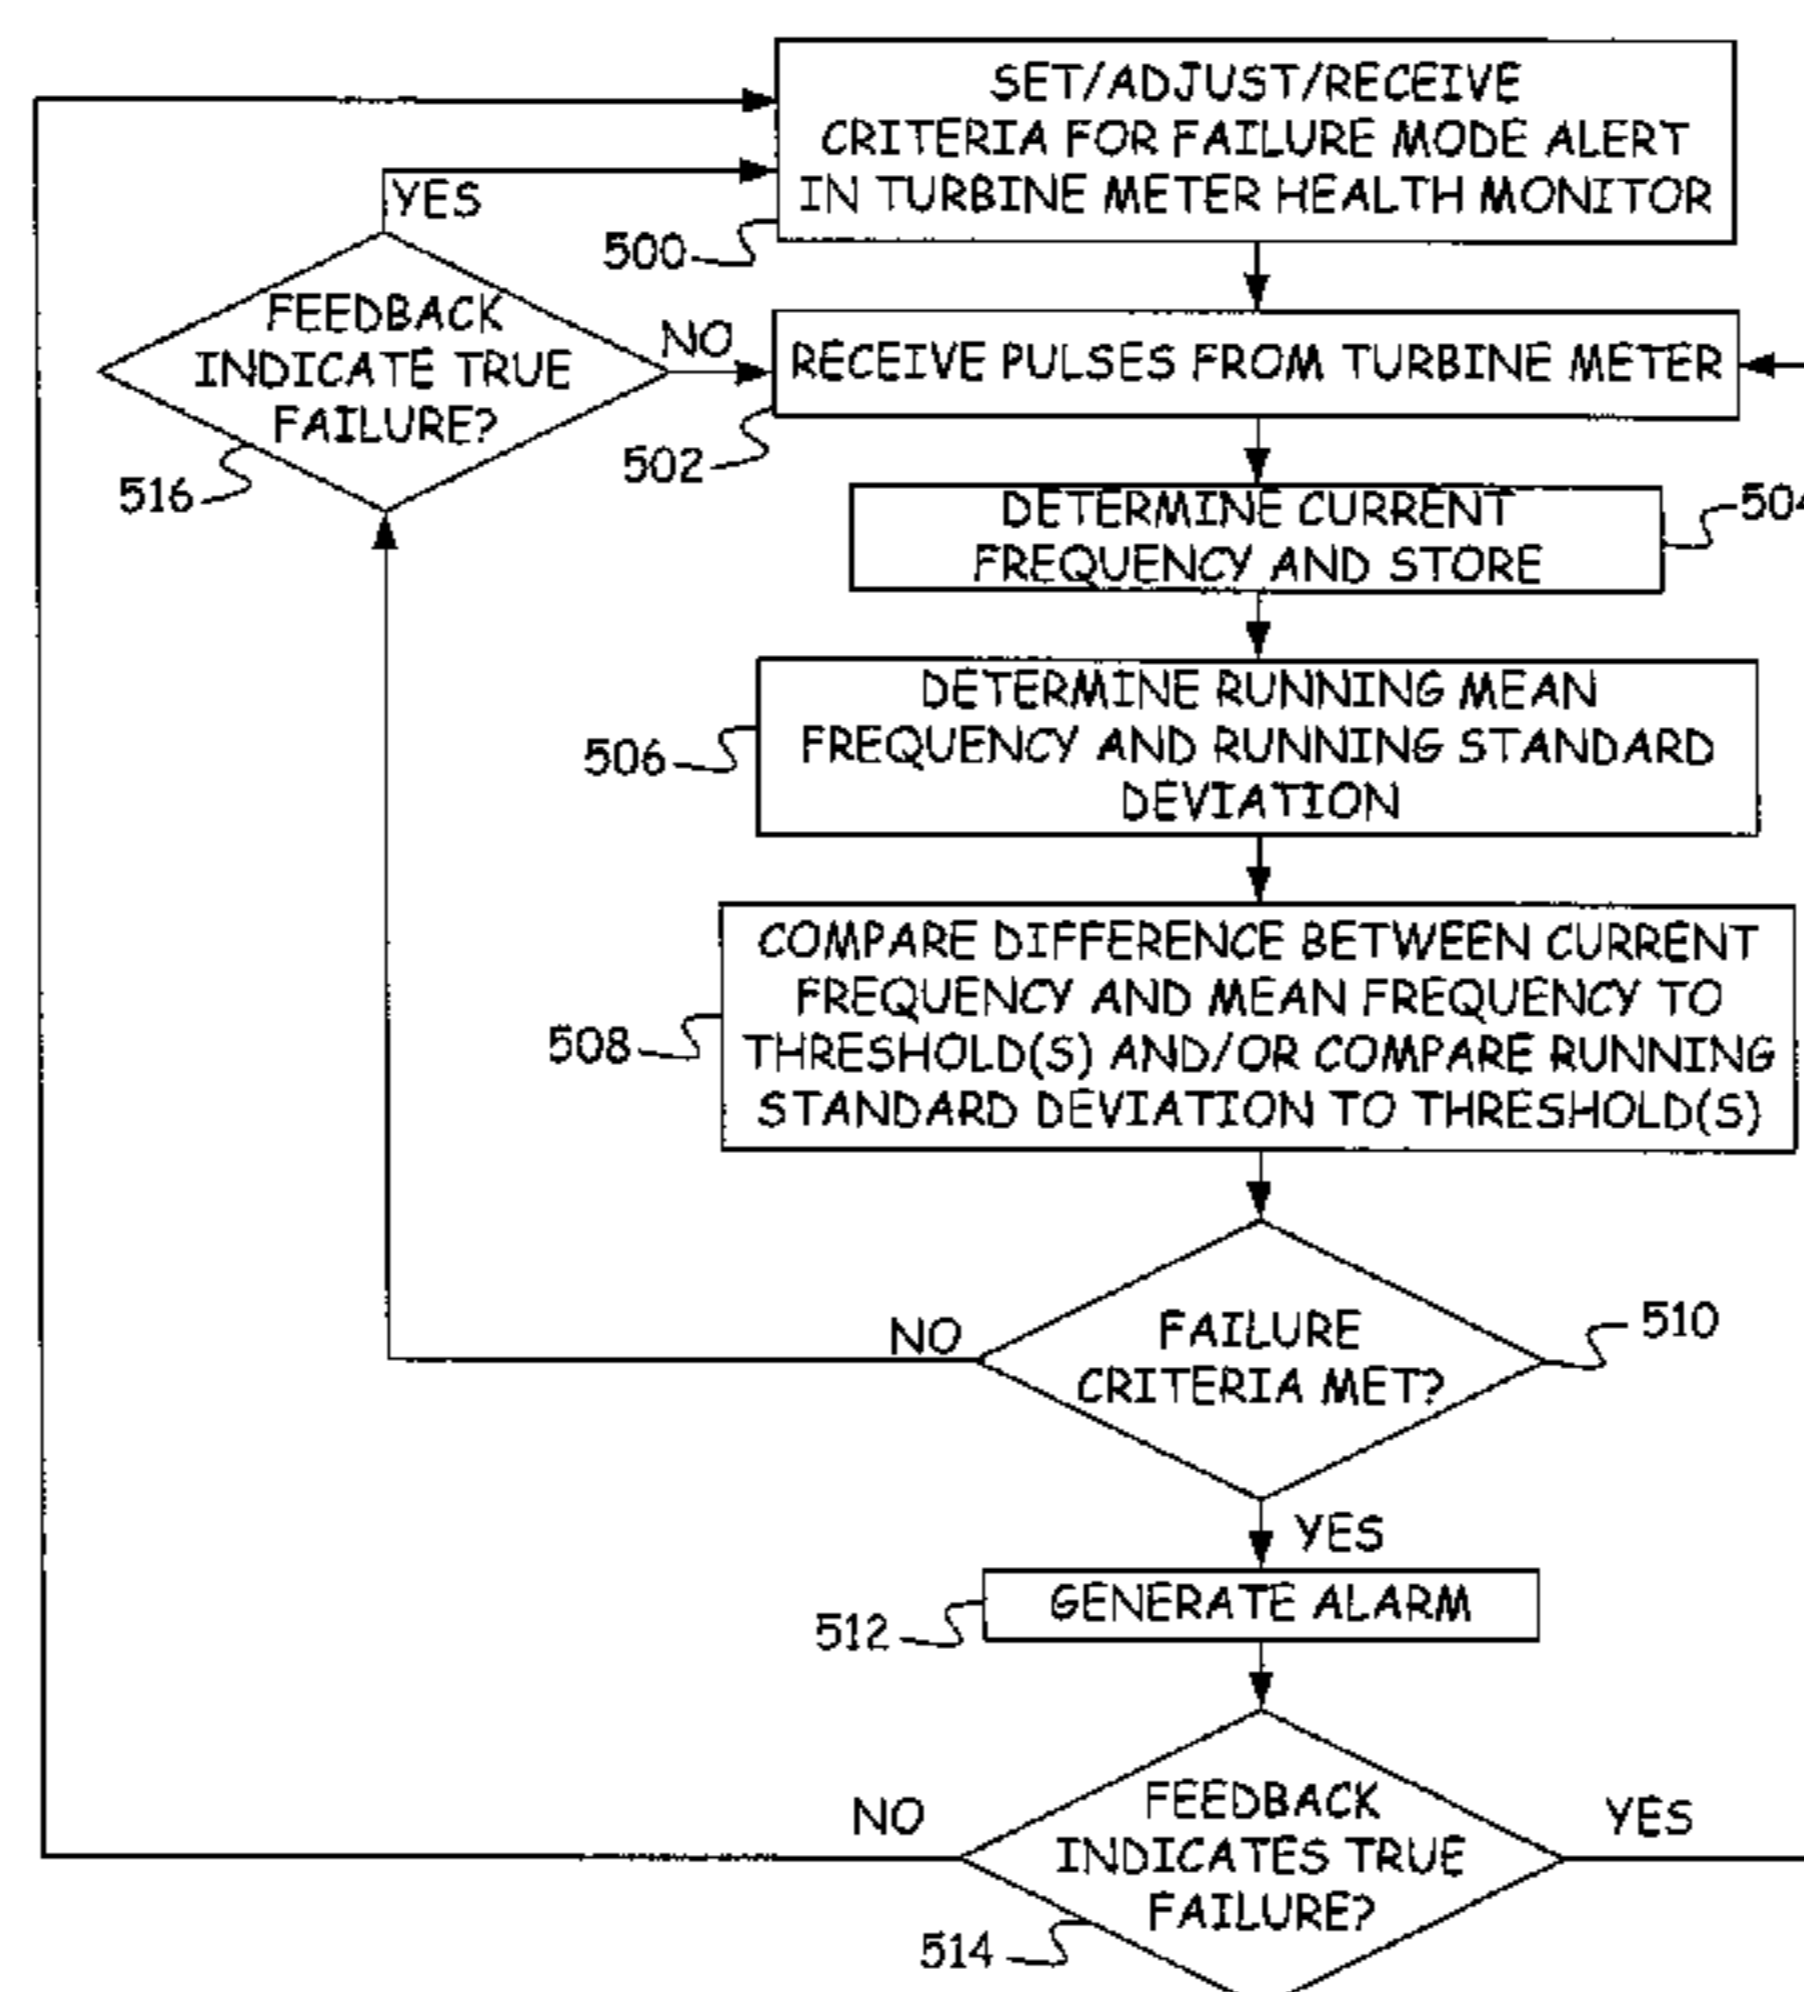 SET/ADJUST/RECEIVE
CRITERIA FOR FAILURE MODE ALERT
IN TURBINE METER HEALTH MONITOR
500
YES
FEEDBACK
INDICATE TRUE
FAILURE?
516
NO
RECEIVE PULSES FROM TURBINE METER
502
DETERMINE CURRENT
FREQUENCY AND STORE
504
DETERMINE RUNNING MEAN
FREQUENCY AND RUNNING STANDARD
DEVIATION
506
COMPARE DIFFERENCE BETWEEN CURRENT
FREQUENCY AND MEAN FREQUENCY TO
THRESHOLD(S) AND/OR COMPARE RUNNING
STANDARD DEVIATION TO THRESHOLD(S)
508
FAILURE
CRITERIA MET?
510
NO
YES
GENERATE ALARM
512
FEEDBACK
INDICATES TRUE
FAILURE?
514
NO
YES